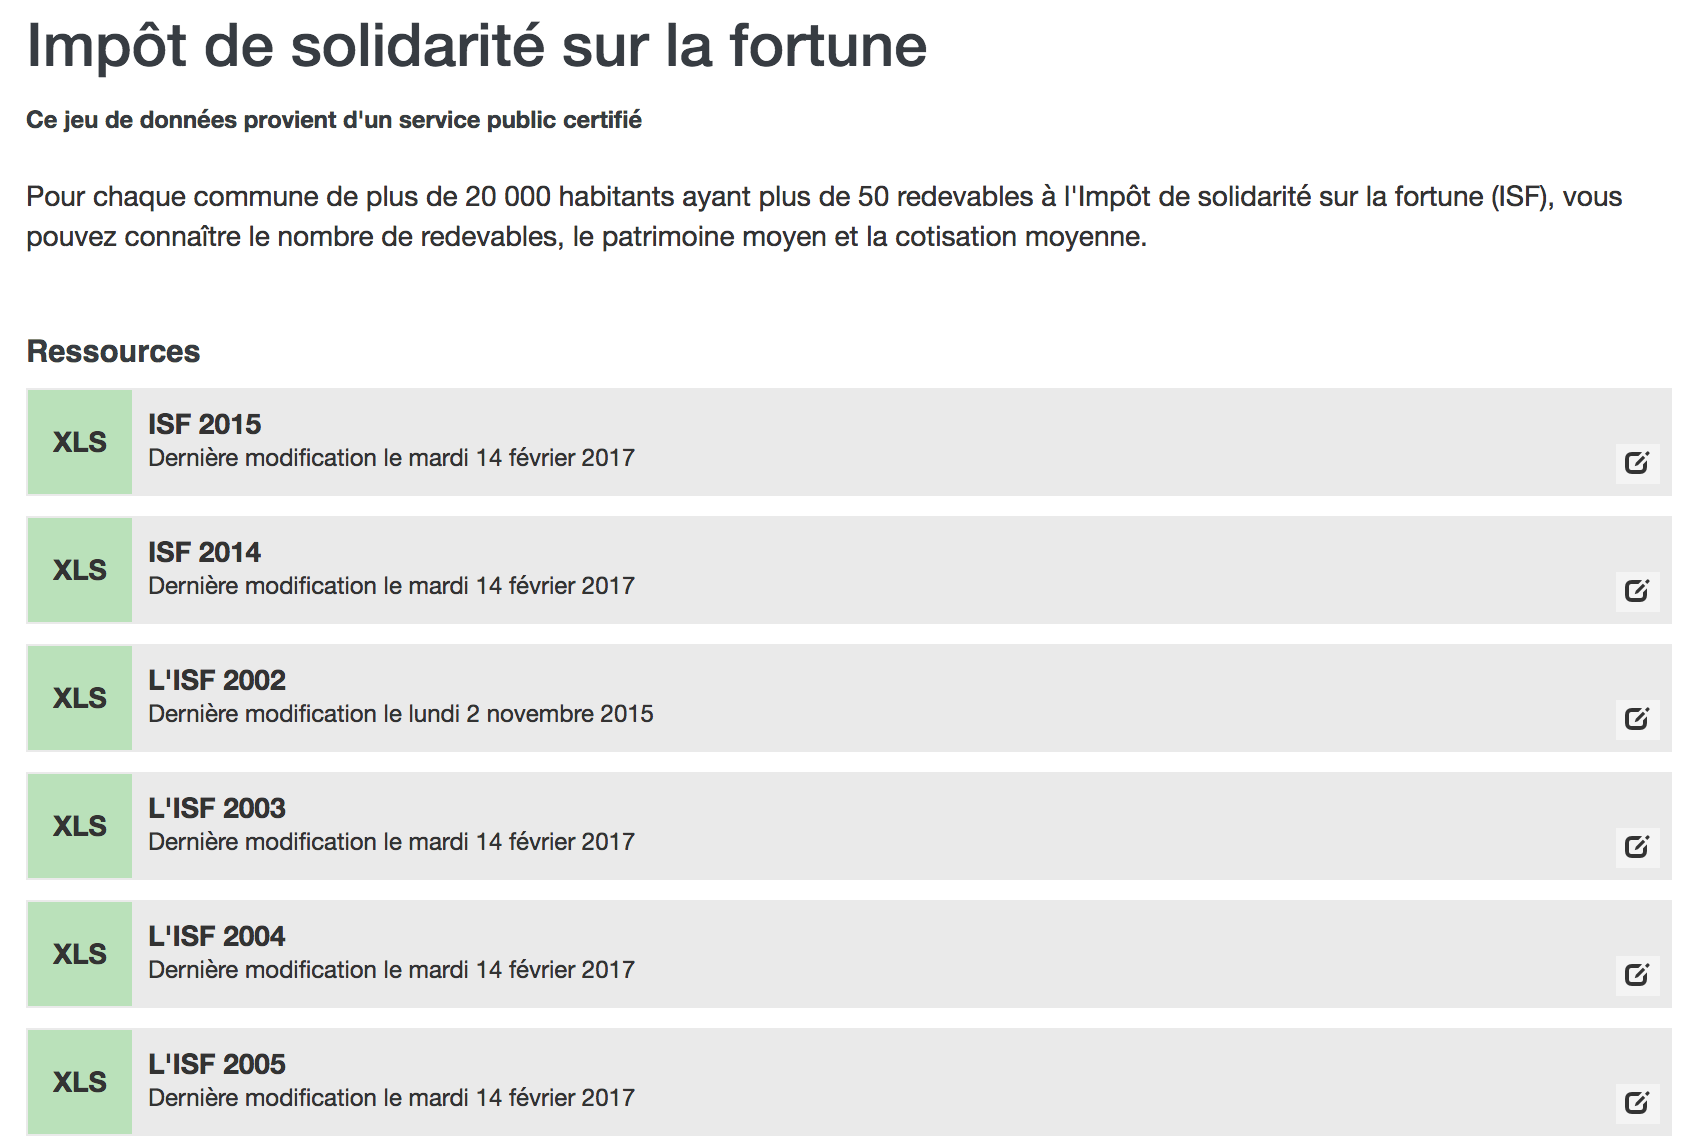 Impôt de solidarité sur la fortune
Ce jeu de données provient d'un service public certifié
Pour chaque commune de plus de 20 000 habitants ayant plus de 50 redevables à l'Impôt de solidarité sur la fortune (ISF), vous
pouvez connaître le nombre de redevables, le patrimoine moyen et la cotisation moyenne.
Ressources
XLS
ISF 2015
Dernière modification le mardi 14 février 2017
XLS
ISF 2014
Dernière modification le mardi 14 février 2017
XLS
L'ISF 2002
Dernière modification le lundi 2 novembre 2015
XLS
L'ISF 2003
Dernière modification le mardi 14 février 2017
XLS
L'ISF 2004
Dernière modification le mardi 14 février 2017
XLS
L'ISF 2005
Dernière modification le mardi 14 février 2017